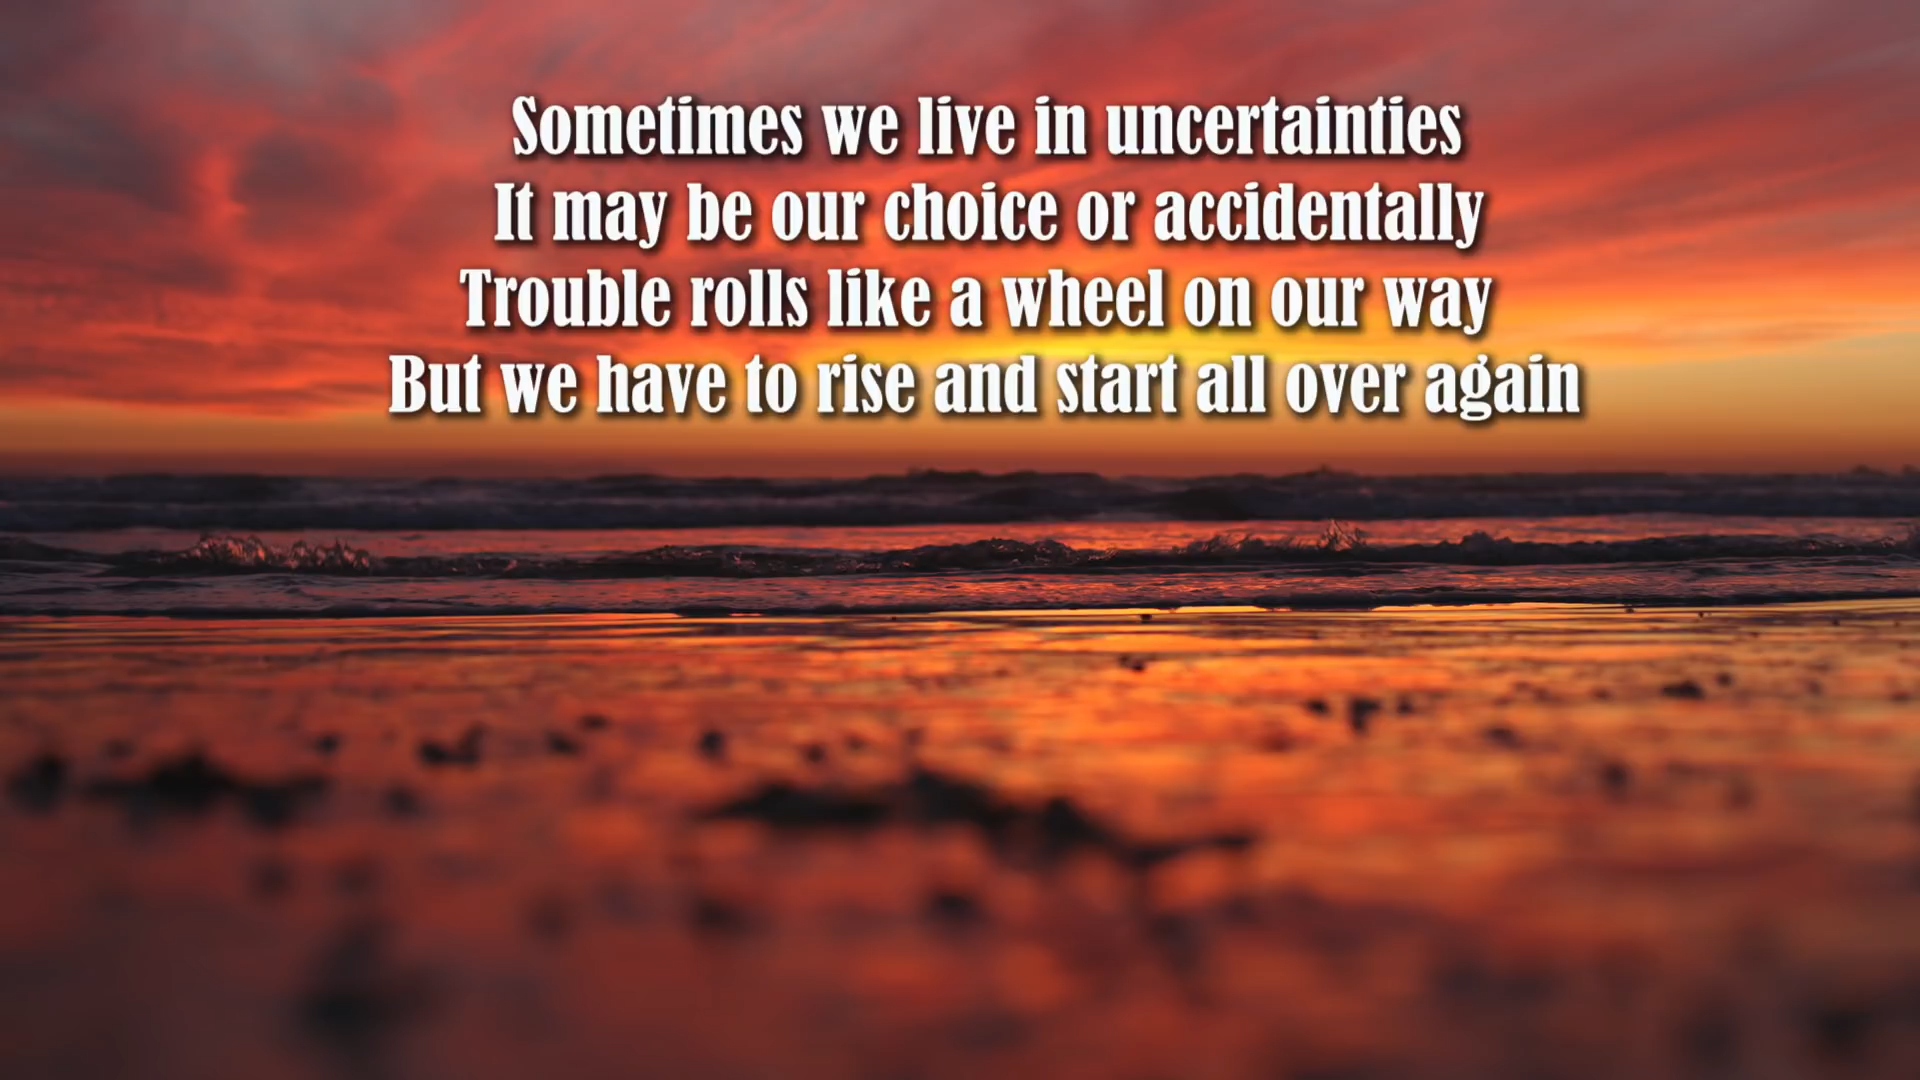 Sometimes we live in uncertainties
It may be our choice or accidentally
Trouble rolls like a wheel on our way
But we have to rise and start all over again